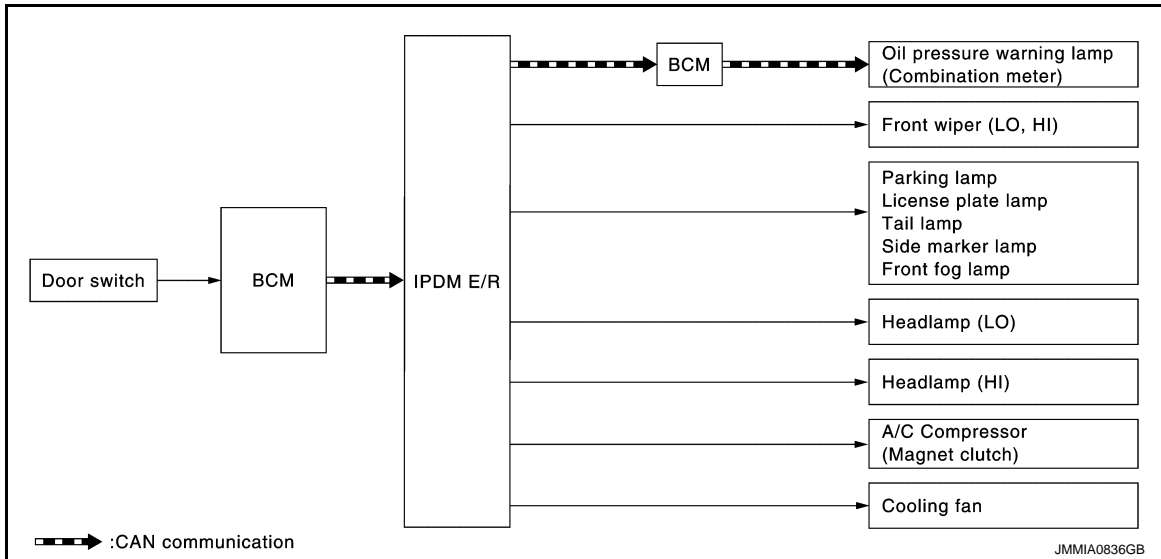 Door switch
BCM
IPDM E/R
BCM
Oil pressure warning lamp
(Combination meter)
Front wiper (LO, HI)
Parking lamp
License plate lamp
Tail lamp
Side marker lamp
Front fog lamp
Headlamp (LO)
Headlamp (HI)
A/C Compressor
(Magnet clutch)
Cooling fan
:CAN communication
JMMIA0836GB